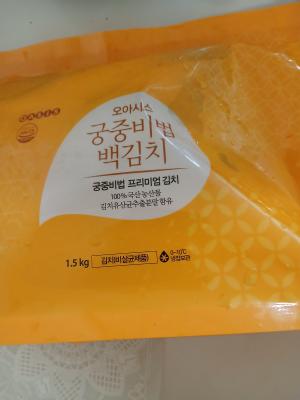 OASIS
오아시스
궁중비법
백김치
궁중비법 프리미엄 김치
100% 국산 농산물
김치유산균추출분말 함유
1.5 kg 김치(비살균제품) 0~10℃
냉장보관